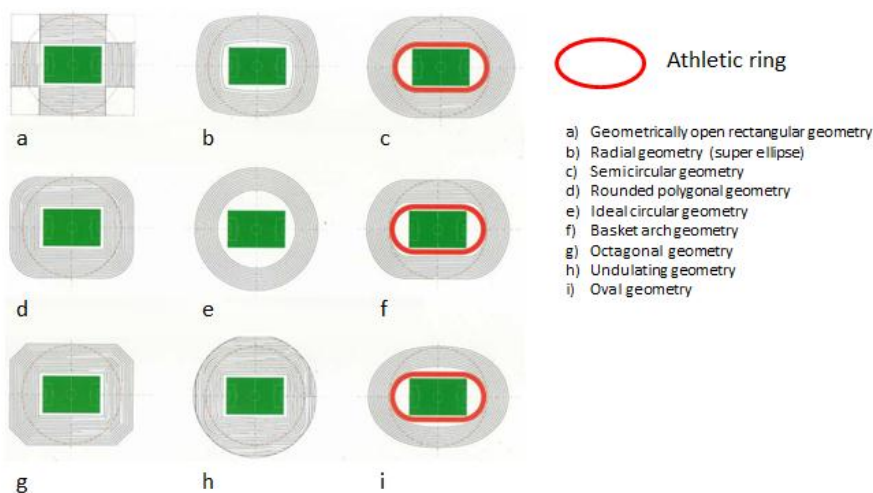 Athletic ring
a b c
a) Geometrically open rectangular geometry
b) Radial geometry (super ellipse)
c) Semicircular geometry
d) Rounded polygonal geometry
e) Ideal circular geometry
f) Basket arch geometry
g) Octagonal geometry
h) Undulating geometry
i) Oval geometry
d e f
g h i